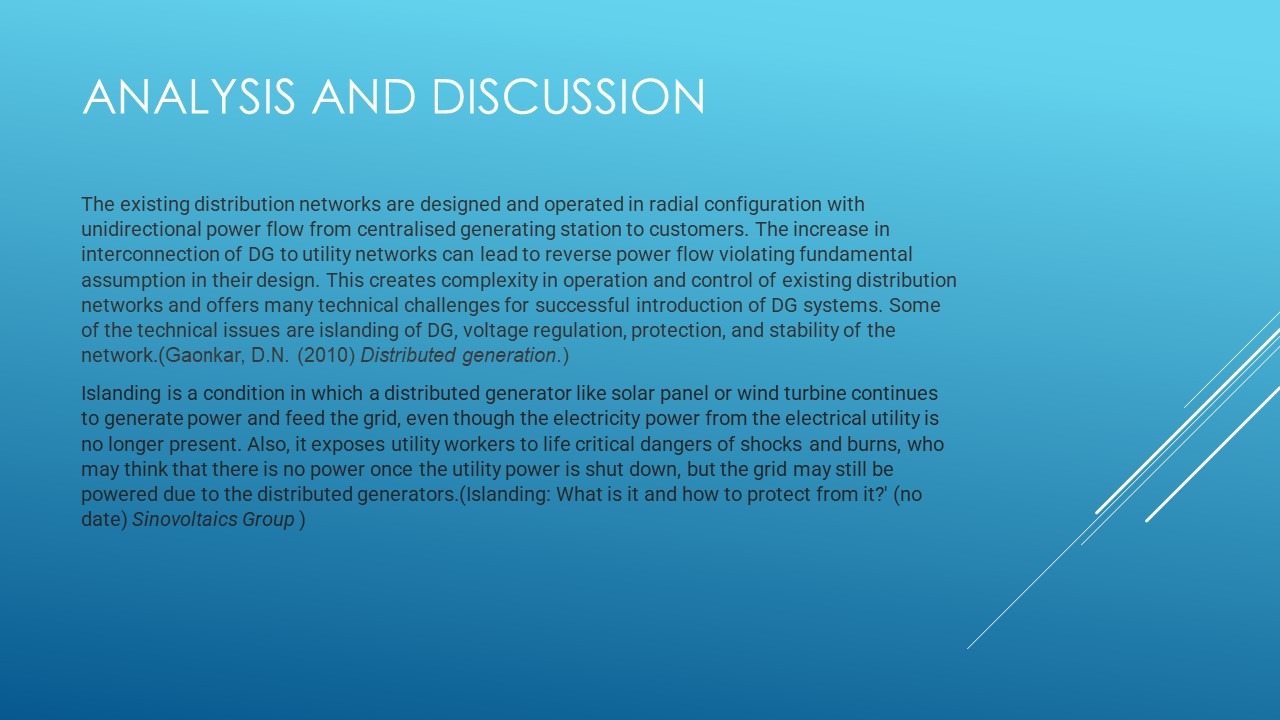 ANALYSIS AND DISCUSSION
The existing distribution networks are designed and operated in radial configuration with
unidirectional power flow from centralised generating station to customers. The increase in
interconnection of DG to utility networks can lead to reverse power flow violating fundamental
assumption in their design. This creates complexity in operation and control of existing distribution
networks and offers many technical challenges for successful introduction of DG systems. Some
of the technical issues are islanding of DG, voltage regulation, protection, and stability of the
network.(Gaonkar, D.N. (2010) Distributed generation.)
Islanding is a condition in which a distributed generator like solar panel or wind turbine continues
to generate power and feed the grid, even though the electricity power from the electrical utility is
no longer present. Also, it exposes utility workers to life critical dangers of shocks and burns, who
may think that there is no power once the utility power is shut down, but the grid may still be
powered due to the distributed generators.(Islanding: What is it and how to protect from it?' (no
date) Sinovoltaics Group )